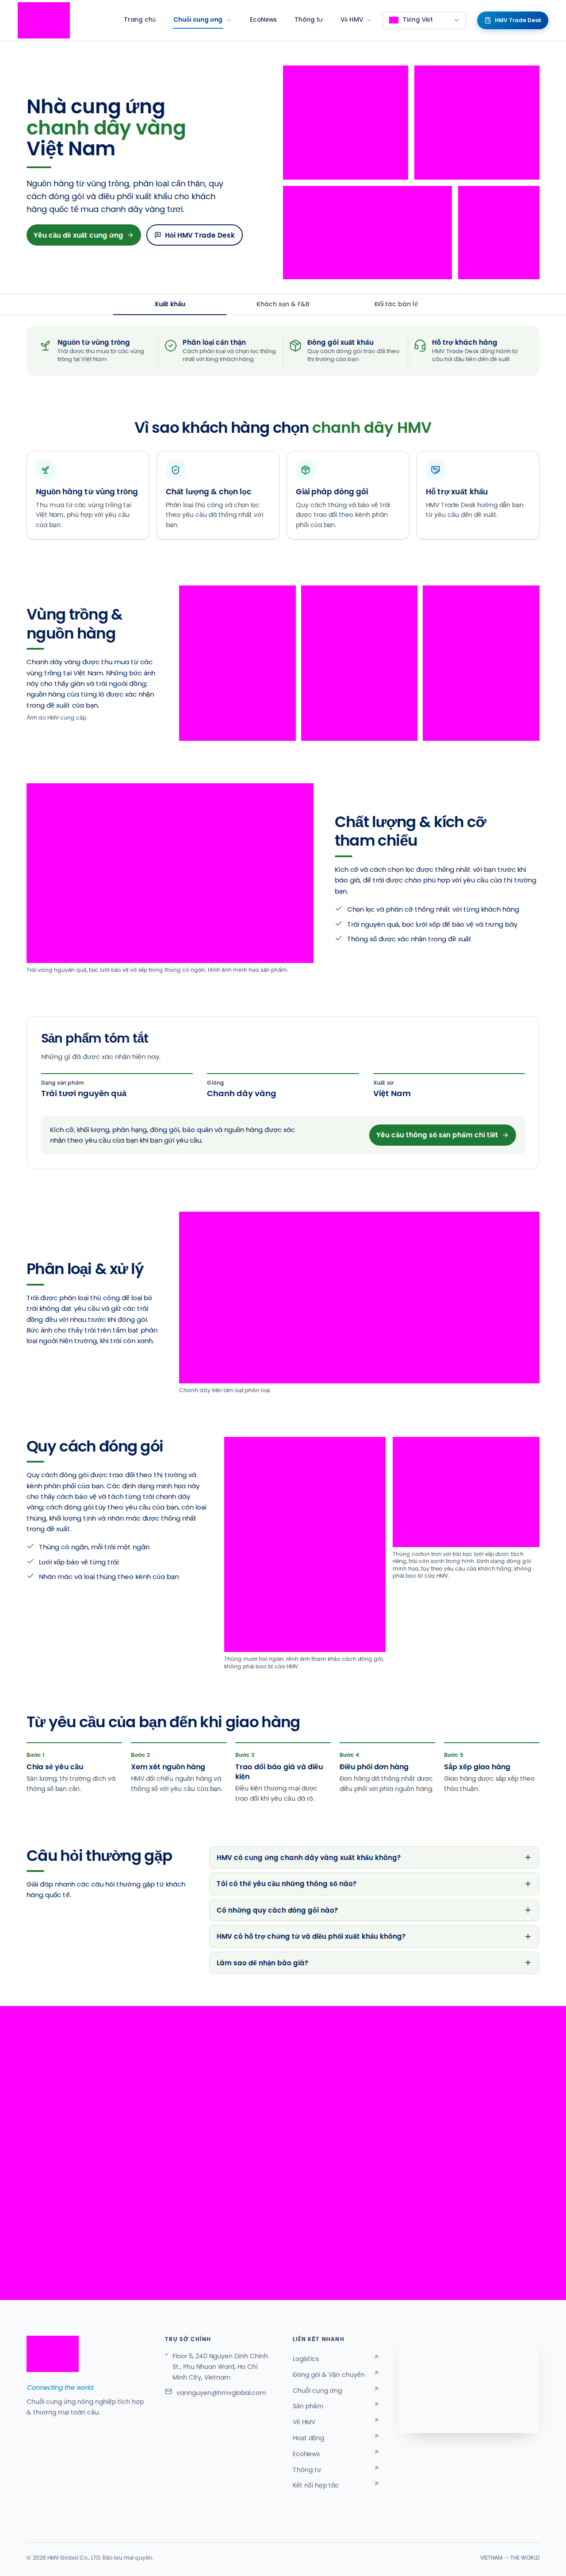 Trang chủ
Chuỗi cung ứng
EcoNews
Thông tư
Về HMV
Tiếng Việt
HMV Trade Desk
Nhà cung ứng
chanh dây vàng
Việt Nam
Nguồn hàng từ vùng trồng, phân loại cẩn thận, quy
cách đóng gói và điều phối xuất khẩu cho khách
hàng quốc tế mua chanh dây vàng tươi.
Yêu cầu đề xuất cung ứng
Hỏi HMV Trade Desk
Xuất khẩu
Khách sạn & F&B
Đối tác bán lẻ
Nguồn từ vùng trồng
Trái được thu mua từ các vùng
trồng tại Việt Nam
Phân loại cẩn thận
Cách phân loại và chọn lọc thống
nhất với từng khách hàng
Đóng gói xuất khẩu
Quy cách đóng gói trao đổi theo
thị trường của bạn
Hỗ trợ khách hàng
HMV Trade Desk đồng hành từ
câu hỏi đầu tiên đến đề xuất
Vì sao khách hàng chọn chanh dây HMV
Nguồn hàng từ vùng trồng
Thu mua từ các vùng trồng tại
Việt Nam, phù hợp với yêu cầu
của bạn.
Chất lượng & chọn lọc
Phân loại thủ công và chọn lọc
theo yêu cầu đã thống nhất với
bạn.
Giải pháp đóng gói
Quy cách thùng và bảo vệ trái
được trao đổi theo kênh phân
phối của bạn.
Hỗ trợ xuất khẩu
HMV Trade Desk hướng dẫn bạn
từ yêu cầu đến đề xuất.
Vùng trồng &
nguồn hàng
Chanh dây vàng được thu mua từ các
vùng trồng tại Việt Nam. Những bức ảnh
này cho thấy giàn và trái ngoài đồng;
nguồn hàng của từng lô được xác nhận
trong đề xuất của bạn.
Ảnh do HMV cung cấp.
Chất lượng & kích cỡ
tham chiếu
Kích cỡ và cách chọn lọc được thống nhất với bạn trước khi
báo giá, để trái được chào phù hợp với yêu cầu của thị trường
bạn.
Chọn lọc và phân cỡ thống nhất với từng khách hàng
Trái nguyên quả, bọc lưới xốp để bảo vệ và trưng bày
Thông số được xác nhận trong đề xuất
Trái vàng nguyên quả, bọc lưới bảo vệ và xếp trong thùng có ngăn. Hình ảnh minh họa sản phẩm.
Sản phẩm tóm tắt
Những gì đã được xác nhận hiện nay.
Dạng sản phẩm
Trái tươi nguyên quả
Giống
Chanh dây vàng
Xuất xứ
Việt Nam
Kích cỡ, khối lượng, phân hạng, đóng gói, bảo quản và nguồn hàng được xác
nhận theo yêu cầu của bạn khi bạn gửi yêu cầu.
Yêu cầu thông số sản phẩm chi tiết
Phân loại & xử lý
Trái được phân loại thủ công để loại bỏ
trái không đạt yêu cầu và giữ các trái
đồng đều với nhau trước khi đóng gói.
Bức ảnh cho thấy trái trên tấm bạt phân
loại ngoài hiện trường, khi trái còn xanh.
Chanh dây trên tấm bạt phân loại.
Quy cách đóng gói
Quy cách đóng gói được trao đổi theo thị trường và
kênh phân phối của bạn. Các định dạng minh họa này
cho thấy cách bảo vệ và tách từng trái chanh dây
vàng; cách đóng gói tùy theo yêu cầu của bạn, còn loại
thùng, khối lượng tịnh và nhãn mác được thống nhất
trong đề xuất.
Thùng có ngăn, mỗi trái một ngăn
Lưới xốp bảo vệ từng trái
Nhãn mác và loại thùng theo kênh của bạn
Thùng mười hai ngăn. Hình ảnh tham khảo cách đóng gói,
không phải bao bì của HMV.
Thùng carton trơn với trái bọc lưới xốp được tách
riêng, trái còn xanh trong hình. Định dạng đóng gói
minh họa, tùy theo yêu cầu của khách hàng; không
phải bao bì của HMV.
Từ yêu cầu của bạn đến khi giao hàng
Bước 1
Chia sẻ yêu cầu
Sản lượng, thị trường đích và
thông số bạn cần.
Bước 2
Xem xét nguồn hàng
HMV đối chiếu nguồn hàng và
thông số với yêu cầu của bạn.
Bước 3
Trao đổi báo giá và điều
kiện
Điều kiện thương mại được
trao đổi khi yêu cầu đã rõ.
Bước 4
Điều phối đơn hàng
Đơn hàng đã thống nhất được
điều phối với phía nguồn hàng.
Bước 5
Sắp xếp giao hàng
Giao hàng được sắp xếp theo
thỏa thuận.
Câu hỏi thường gặp
Giải đáp nhanh các câu hỏi thường gặp từ khách
hàng quốc tế.
HMV có cung ứng chanh dây vàng xuất khẩu không?
Tôi có thể yêu cầu những thông số nào?
Có những quy cách đóng gói nào?
HMV có hỗ trợ chứng từ và điều phối xuất khẩu không?
Làm sao để nhận báo giá?
Connecting the world.
Chuỗi cung ứng nông nghiệp tích hợp
& thương mại toàn cầu.
TRỤ SỞ CHÍNH
Floor 5, 240 Nguyen Dinh Chinh
St., Phu Nhuan Ward, Ho Chi
Minh City, Vietnam
vannguyen@hmvglobal.com
LIÊN KẾT NHANH
Logistics
Đóng gói & Vận chuyển
Chuỗi cung ứng
Sản phẩm
Về HMV
Hoạt động
EcoNews
Thông tư
Kết nối hợp tác
© 2026 HMV Global Co., LTD. Bảo lưu mọi quyền.
VIETNAM → THE WORLD